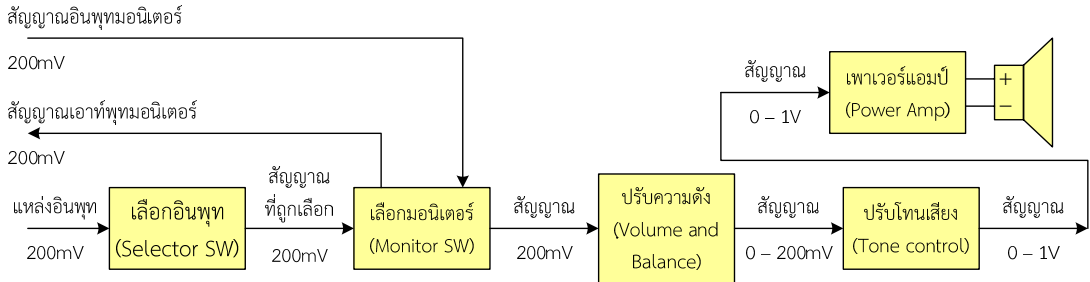 สัญญาณอินพุทมอนิเตอร์
200mV
สัญญาณเอาท์พุทมอนิเตอร์
200mV
แหล่งอินพุท
200mV
เลือกอินพุท
(Selector SW)
สัญญาณ
ที่ถูกเลือก
200mV
เลือกมอนิเตอร์
(Monitor SW)
สัญญาณ
200mV
ปรับความดัง
(Volume and
Balance)
สัญญาณ
0 – 200mV
ปรับโทนเสียง
(Tone control)
สัญญาณ
0 – 1V
สัญญาณ
0 – 1V
เพาเวอร์แอมป์
(Power Amp)
+
–